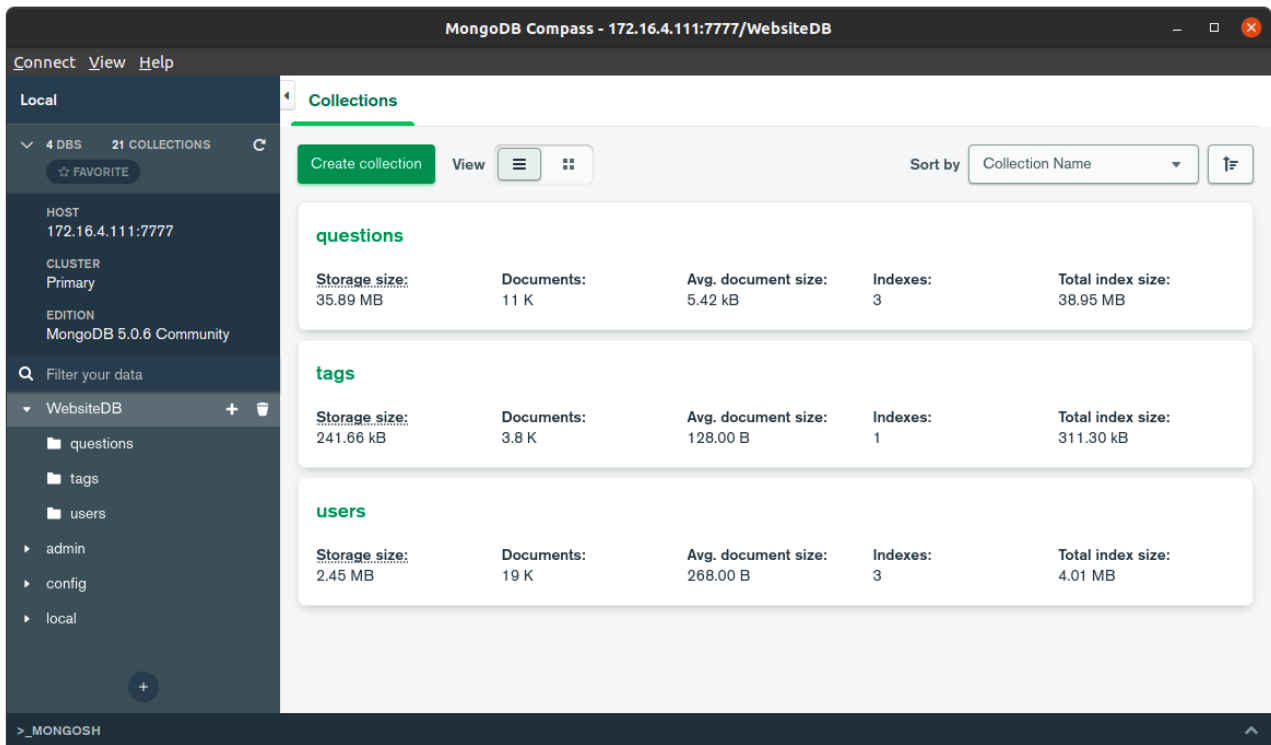 MongoDB Compass - 172.16.4.111:7777/WebsiteDB
Connect View Help
Local
4 DBS 21 COLLECTIONS
FAVORITE
HOST
172.16.4.111:7777
CLUSTER
Primary
EDITION
MongoDB 5.0.6 Community
Filter your data
WebsiteDB
questions
tags
users
admin
config
local
+
Collections
Create collection
View
Sort by Collection Name
questions
Storage size: Documents: Avg. document size: Indexes: Total index size:
35.89 MB 11 K 5.42 kB 3 38.95 MB
tags
Storage size: Documents: Avg. document size: Indexes: Total index size:
241.66 kB 3.8 K 128.00 B 1 311.30 kB
users
Storage size: Documents: Avg. document size: Indexes: Total index size:
2.45 MB 19 K 268.00 B 3 4.01 MB
>_MONGOSH